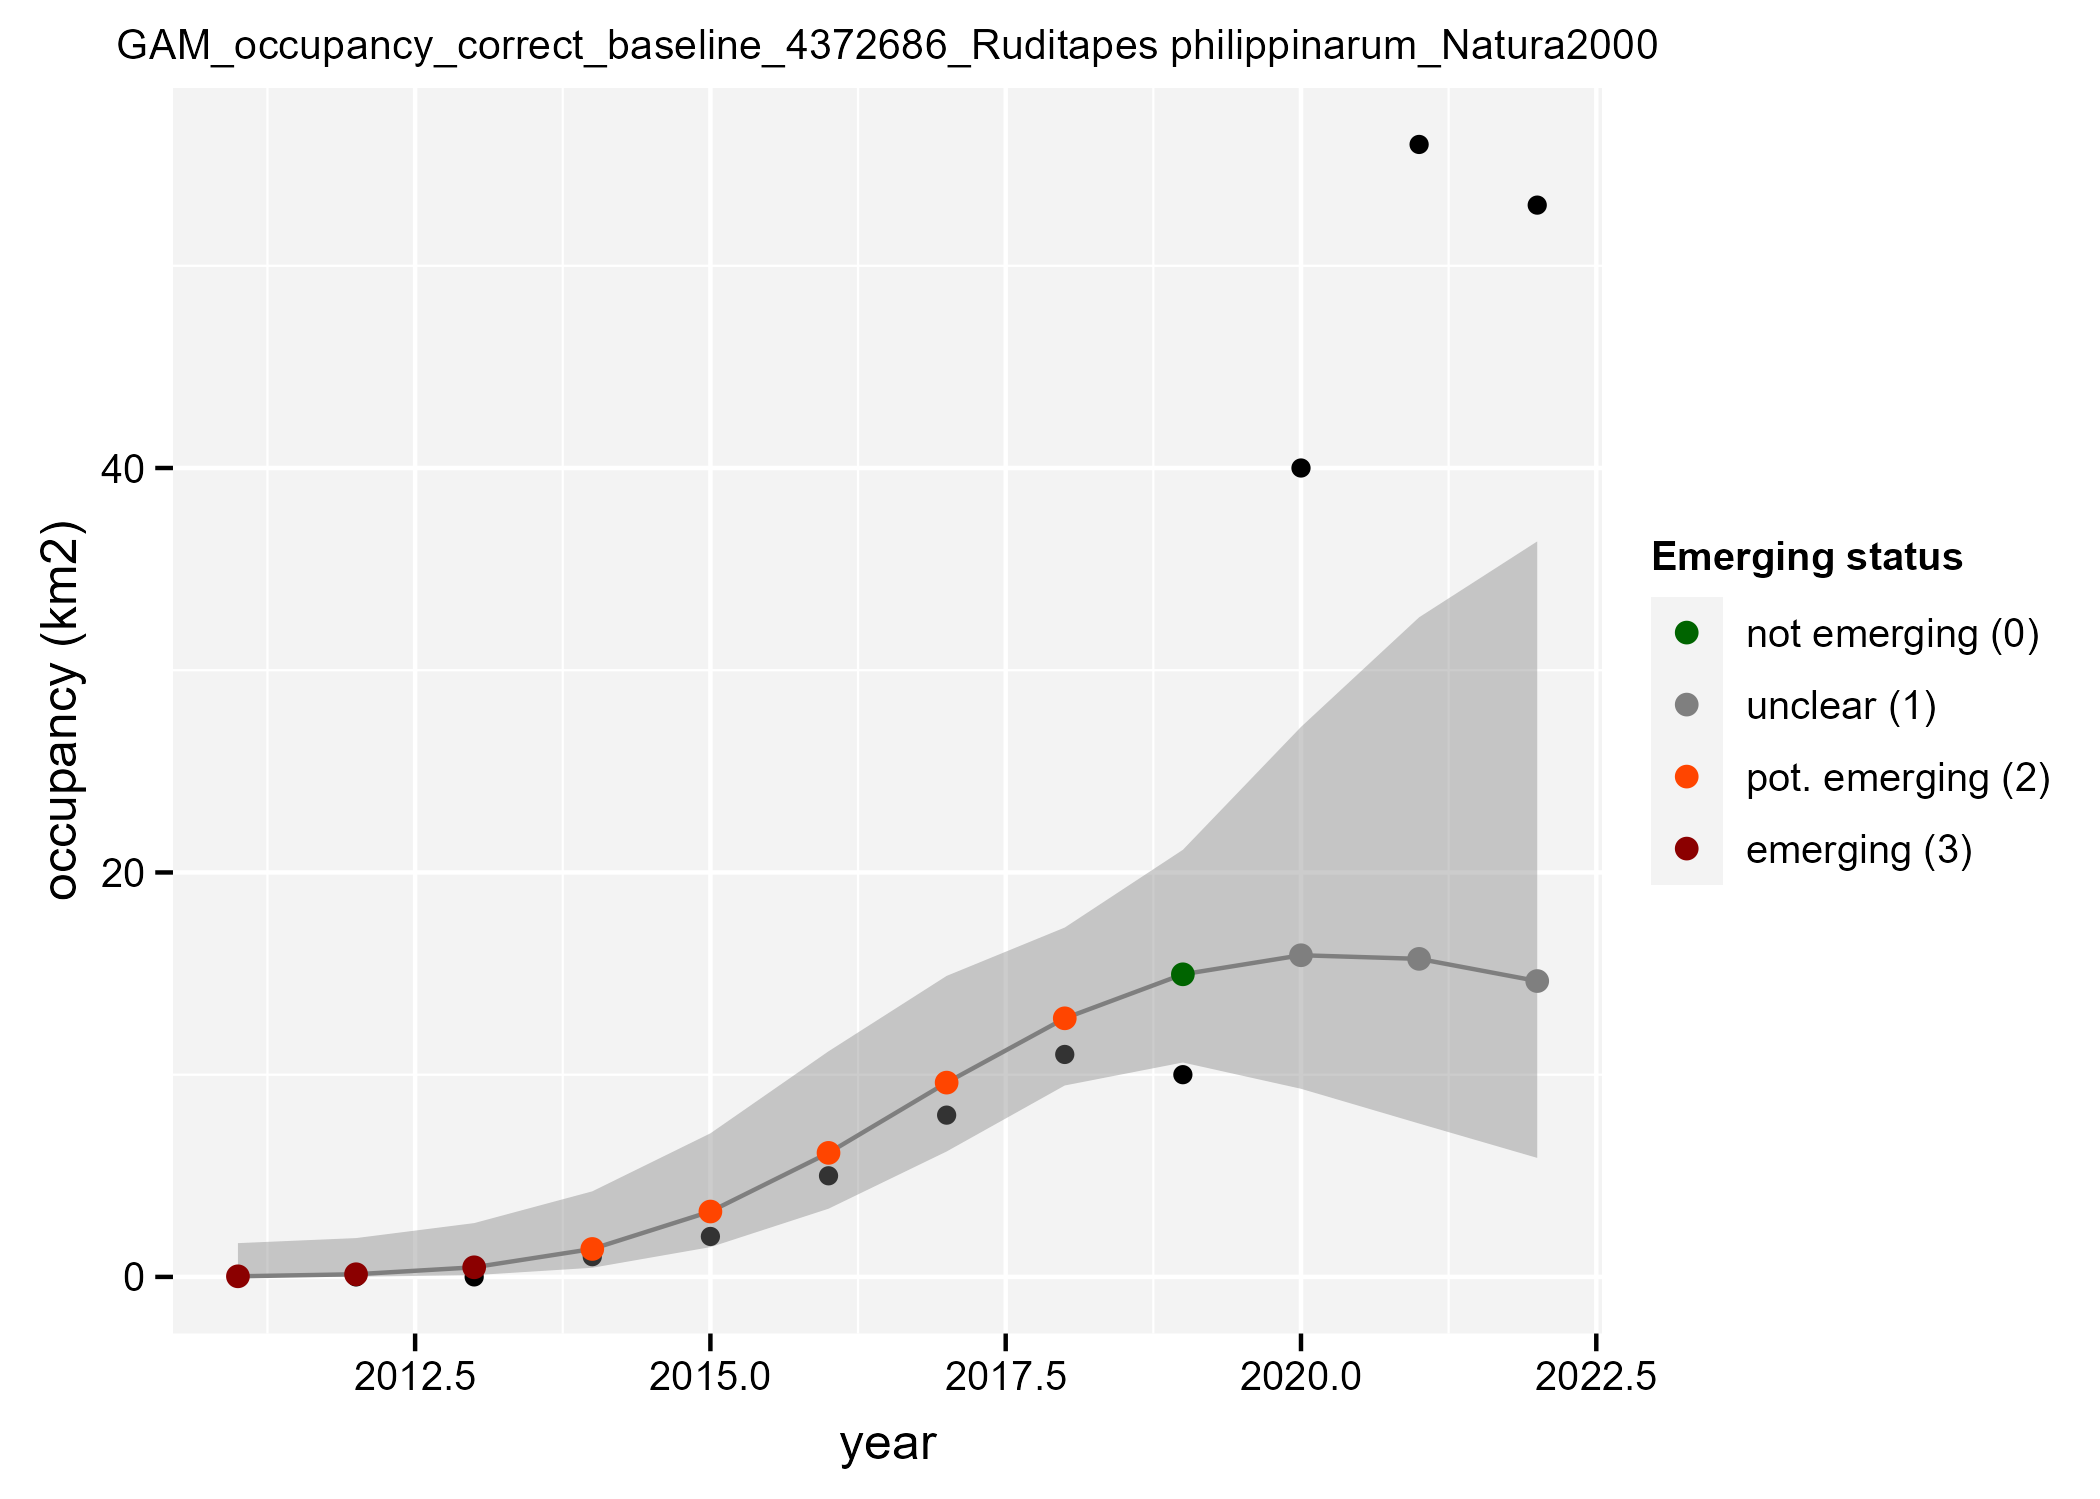 GAM_occupancy_correct_baseline_4372686_Ruditapes philippinarum_Natura2000
occupancy (km2)
40
20
0
2012.5
2015.0
2017.5
2020.0
2022.5
year
Emerging status
not emerging (0)
unclear (1)
pot. emerging (2)
emerging (3)